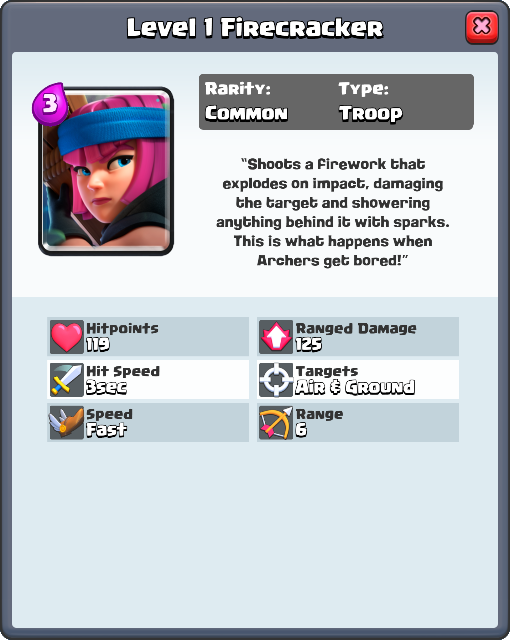 Level 1 Firecracker
3
Rarity: Type:
Common Troop
"Shoots a firework that
explodes on impact, damaging
the target and showering
anything behind it with sparks.
This is what happens when
Archers get bored!"
Hitpoints
119
Ranged Damage
125
Hit Speed
3sec
Targets
Air & Ground
Speed
Fast
Range
6